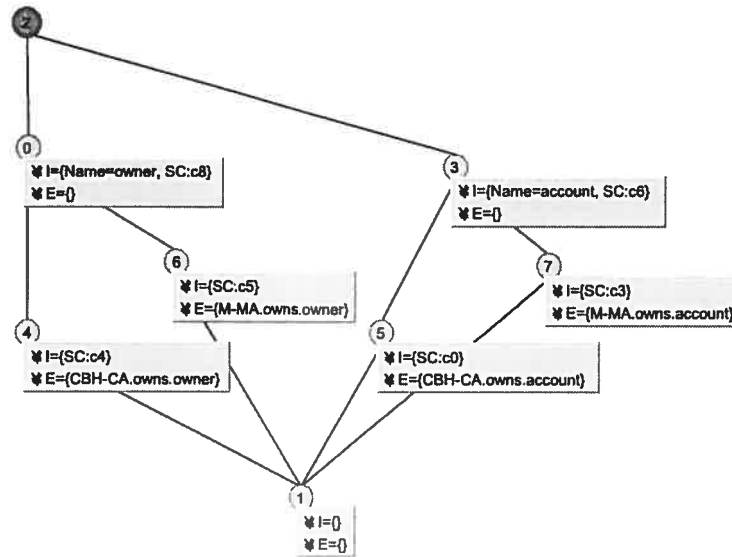 2
0
I={Name=owner, SC:c8}
E={}
3
I={Name=account, SC:c6}
E={}
6
I={SC:c5}
E={M-MA.owns.owner}
7
I={SC:c3}
E={M-MA.owns.account}
4
I={SC:c4}
E={CBH-CA.owns.owner}
5
I={SC:c0}
E={CBH-CA.owns.account}
1
I={}
E={}